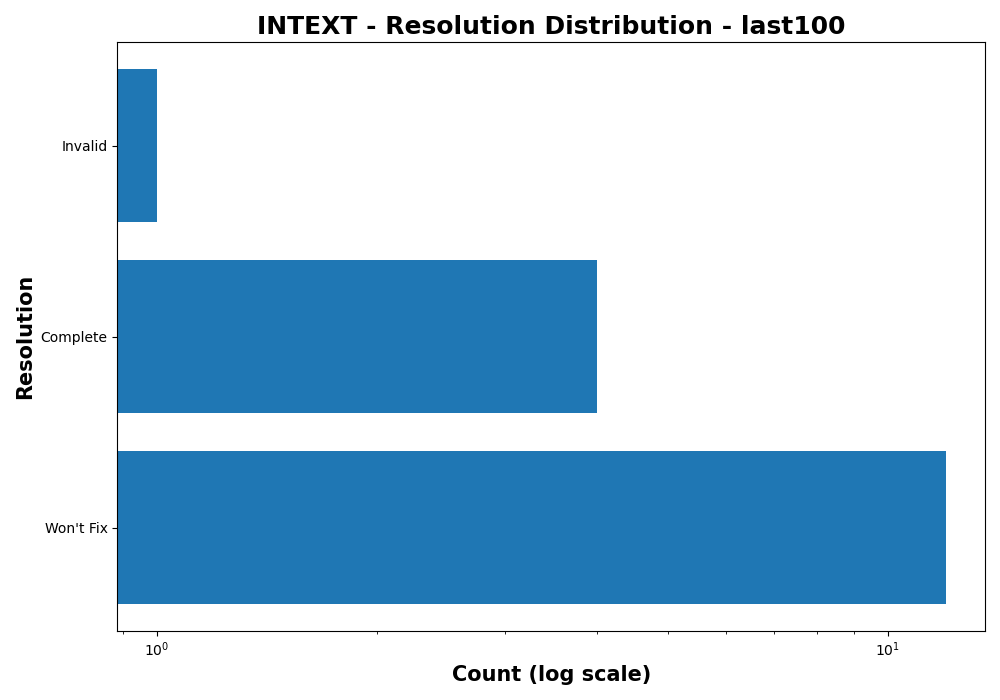 INTEXT - Resolution Distribution - last100
Resolution
Invalid
Complete
Won't Fix
10⁰
10¹
Count (log scale)